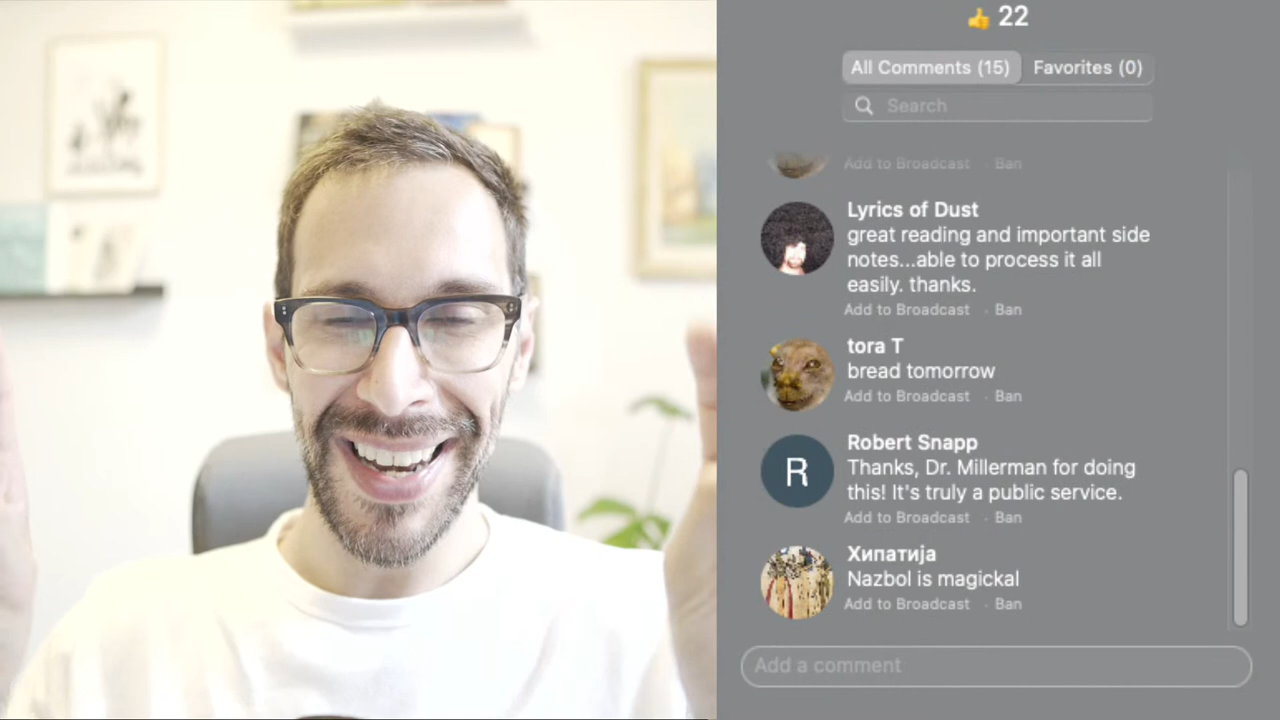 👍 22
All Comments (15) Favorites (0)
Search
Add to Broadcast · Ban
Lyrics of Dust
great reading and important side
notes...able to process it all
easily. thanks.
Add to Broadcast · Ban
tora T
bread tomorrow
Add to Broadcast · Ban
R
Robert Snapp
Thanks, Dr. Millerman for doing
this! It's truly a public service.
Add to Broadcast · Ban
Хипатија
Nazbol is magickal
Add to Broadcast · Ban
Add a comment